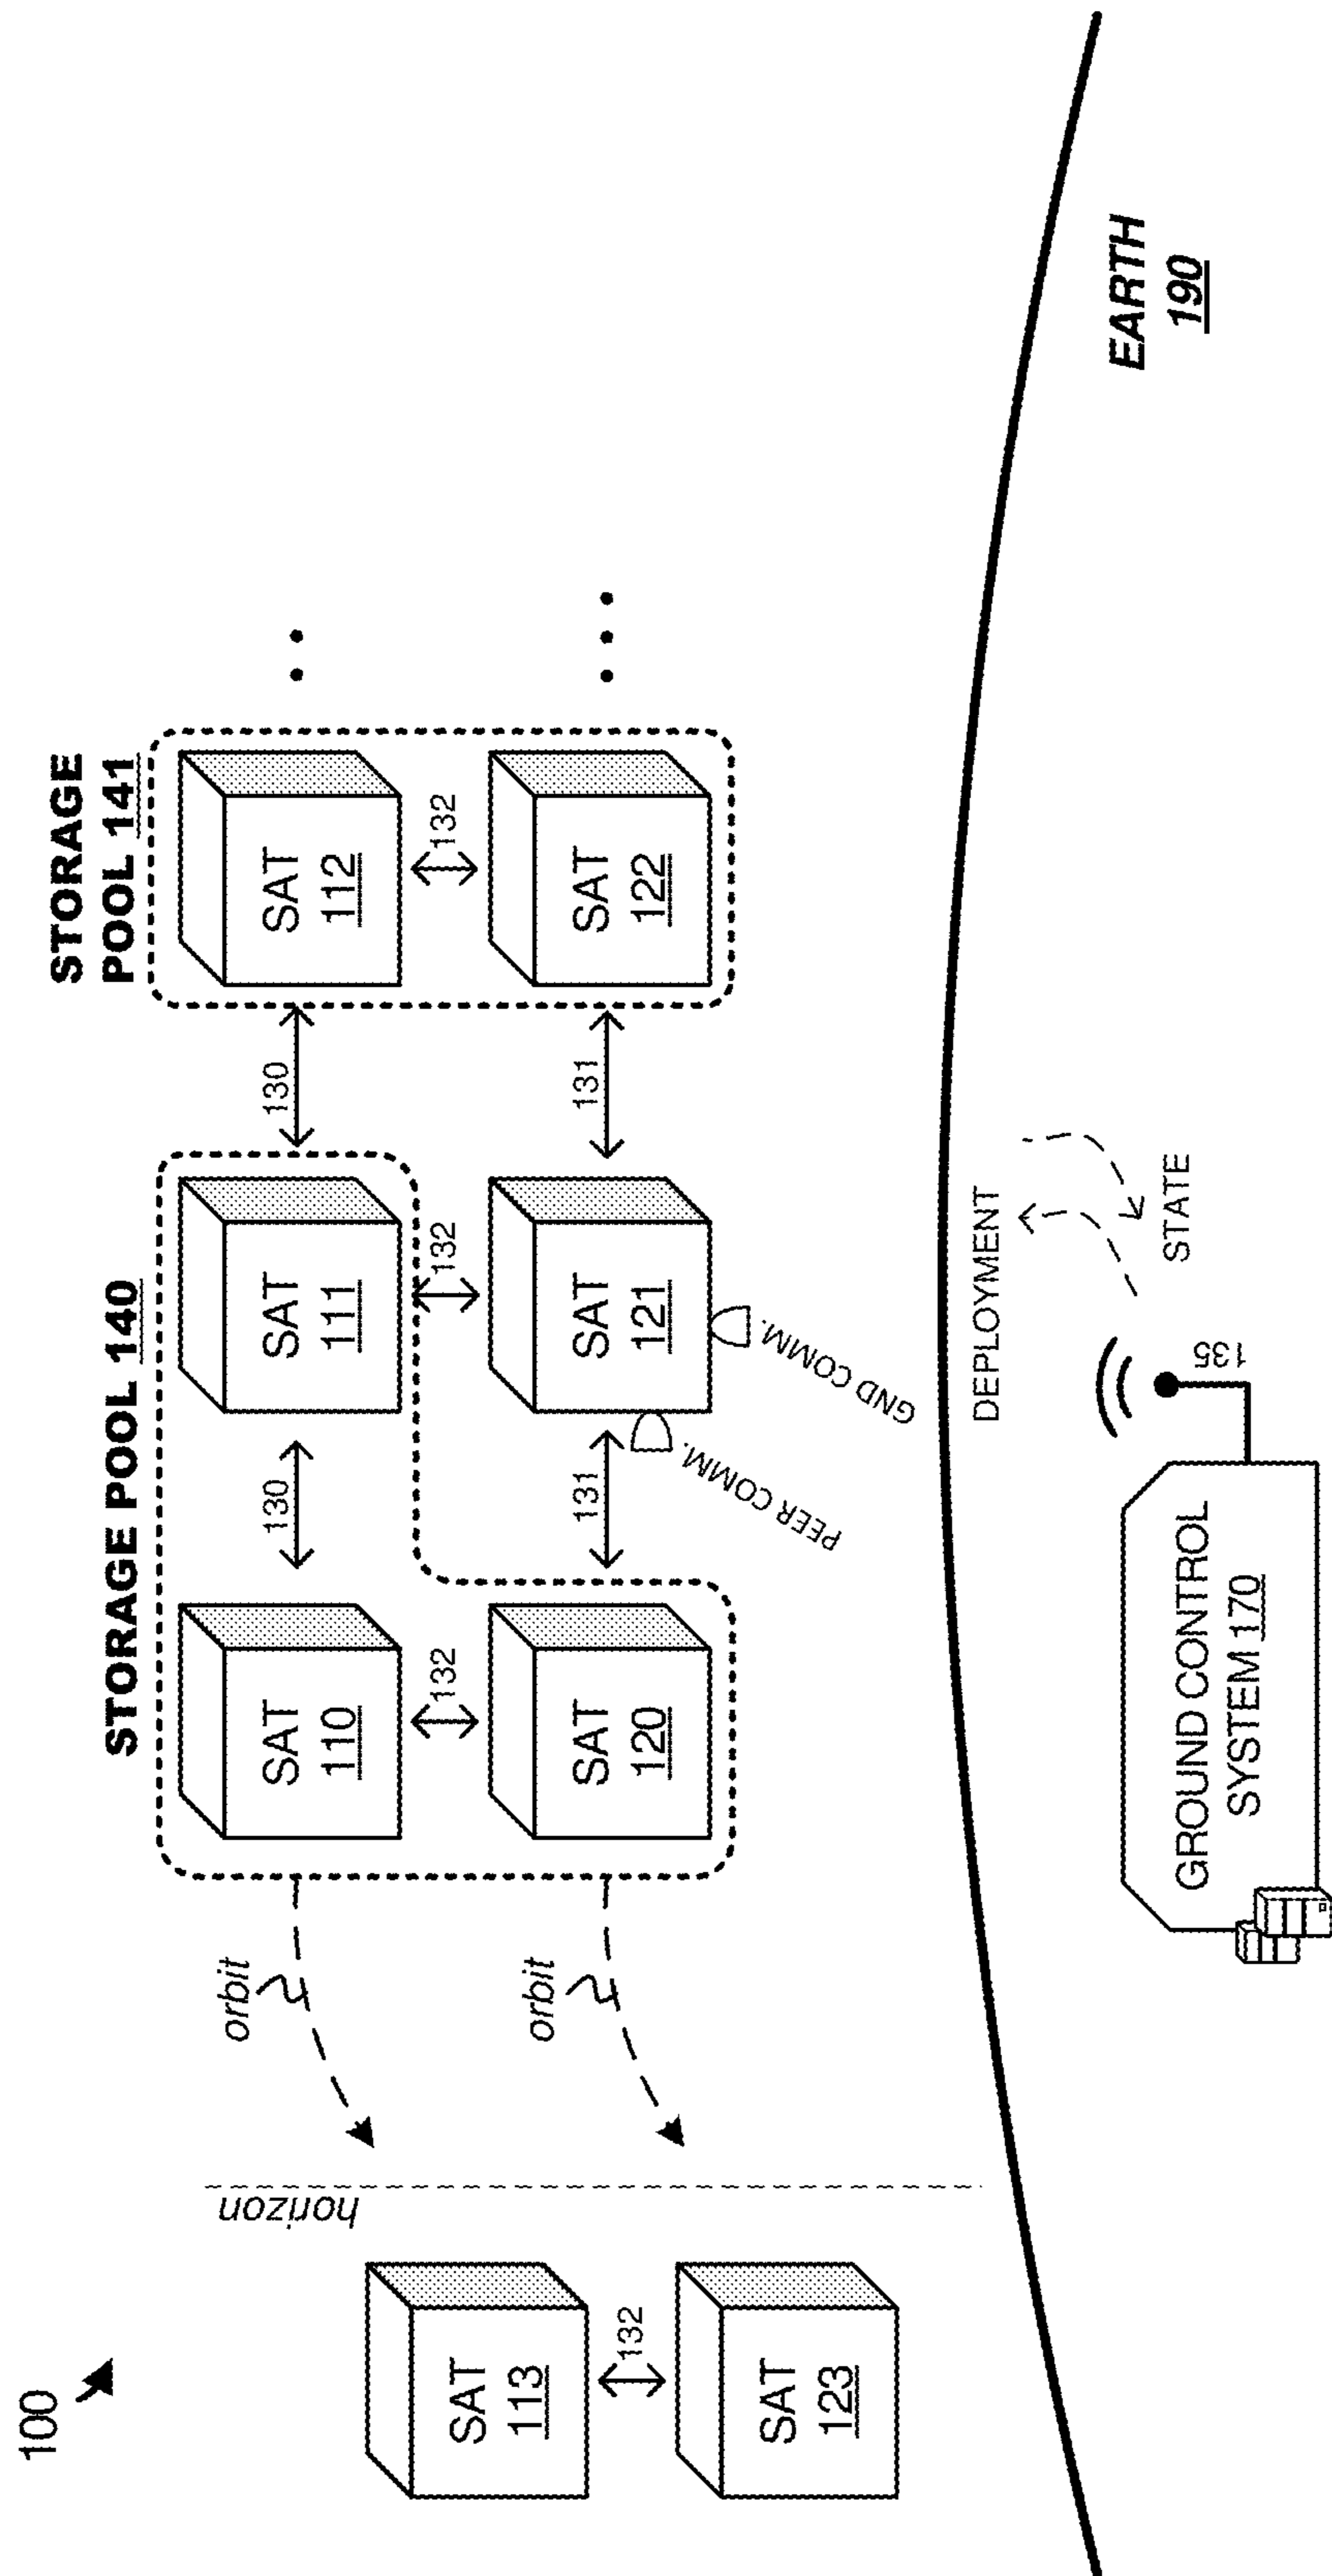 100
STORAGE POOL 140
STORAGE
POOL 141
SAT
110
130
SAT
111
130
SAT
112
orbit
132
132
132
horizon
SAT
113
orbit
SAT
120
131
SAT
121
131
SAT
122
132
SAT
123
PEER COMM.
GND COMM.
DEPLOYMENT
STATE
135
GROUND CONTROL
SYSTEM 170
EARTH
190